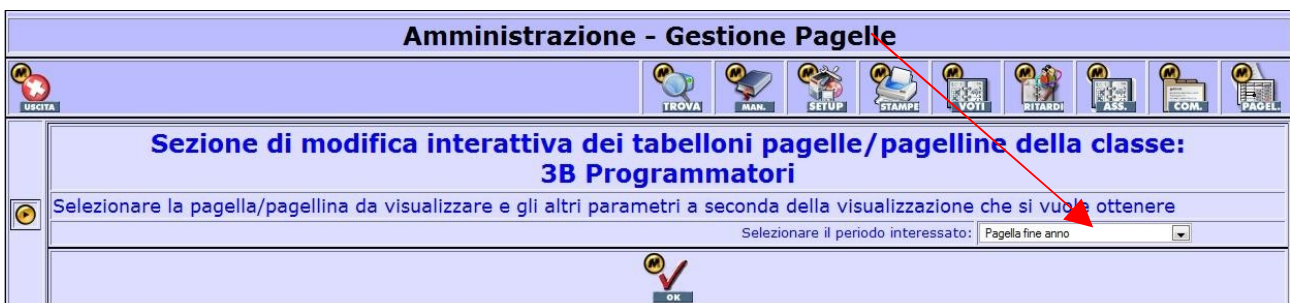 Amministrazione - Gestione Pagelle
USCITA
TROVA MAN. SETUP STAMPE VOTI RITARDI ASS. COM. PAGEL.
Sezione di modifica interattiva dei tabelloni pagelle/pagelline della classe:
3B Programmatori
Selezionare la pagella/pagellina da visualizzare e gli altri parametri a seconda della visualizzazione che si vuole ottenere
Selezionare il periodo interessato: Pagella fine anno
OK